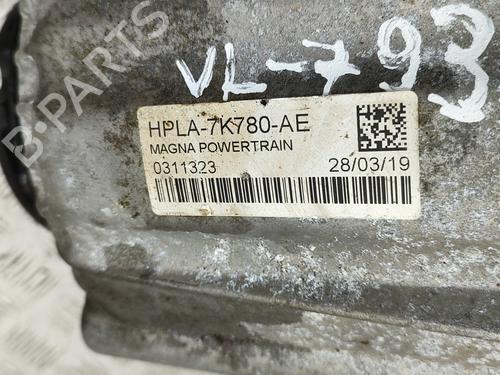 B-PARTS
VL-793
HPLA-7K780-AE
MAGNA POWERTRAIN
0311323 28/03/19